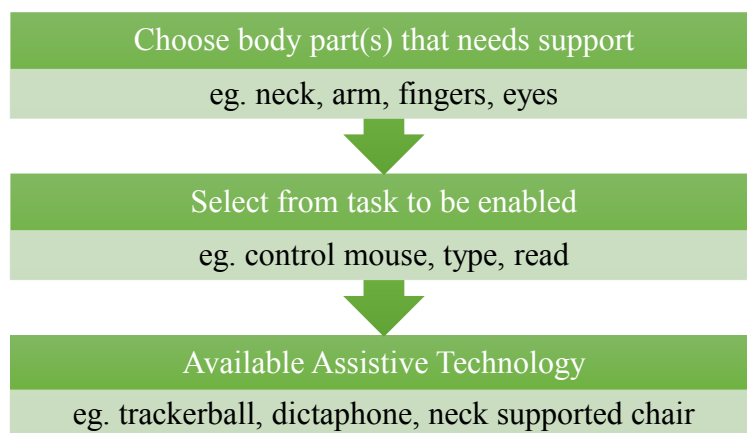 Choose body part(s) that needs support
eg. neck, arm, fingers, eyes
Select from task to be enabled
eg. control mouse, type, read
Available Assistive Technology
eg. trackerball, dictaphone, neck supported chair